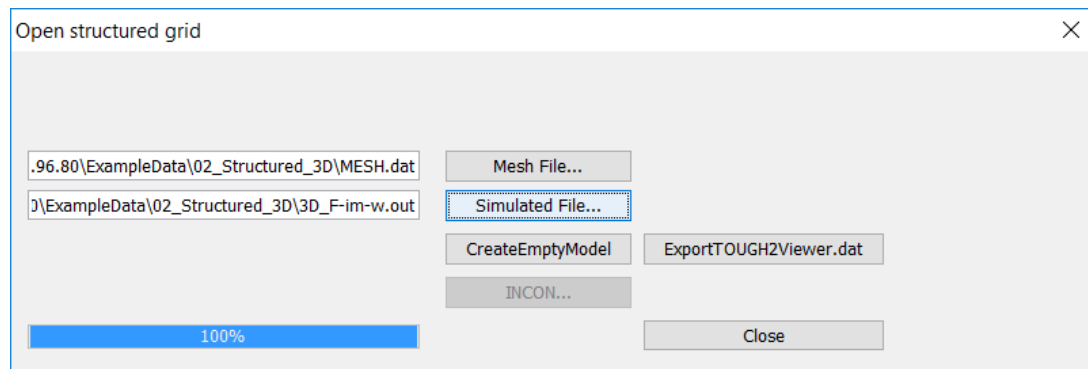 Open structured grid
.96.80\ExampleData\02_Structured_3D\MESH.dat
Mesh File...
0\ExampleData\02_Structured_3D\3D_F-im-w.out
Simulated File...
CreateEmptyModel
ExportTOUGH2Viewer.dat
INCON...
100%
Close